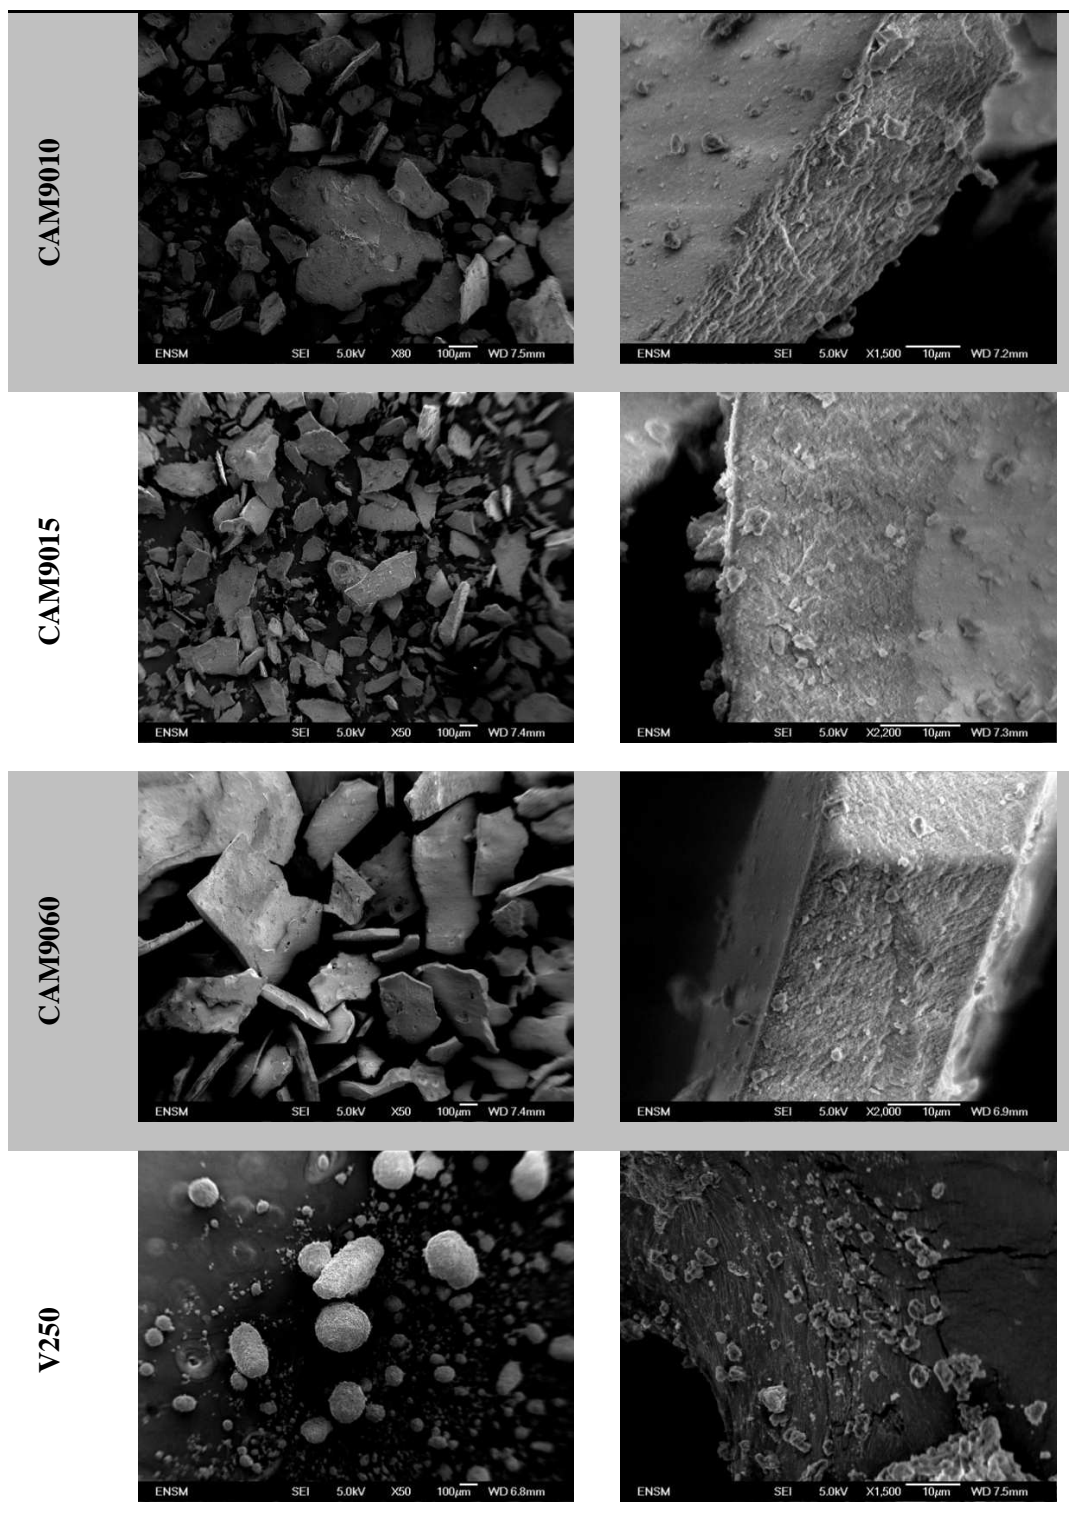 CAM9010
ENSM SEI 5.0kV X80 100μm WD 7.5mm
ENSM SEI 5.0kV X1,500 10μm WD 7.2mm
CAM9015
ENSM SEI 5.0kV X50 100μm WD 7.4mm
ENSM SEI 5.0kV X2,200 10μm WD 7.3mm
CAM9060
ENSM SEI 5.0kV X50 100μm WD 7.4mm
ENSM SEI 5.0kV X2,000 10μm WD 6.9mm
V250
ENSM SEI 5.0kV X50 100μm WD 6.8mm
ENSM SEI 5.0kV X1,500 10μm WD 7.5mm